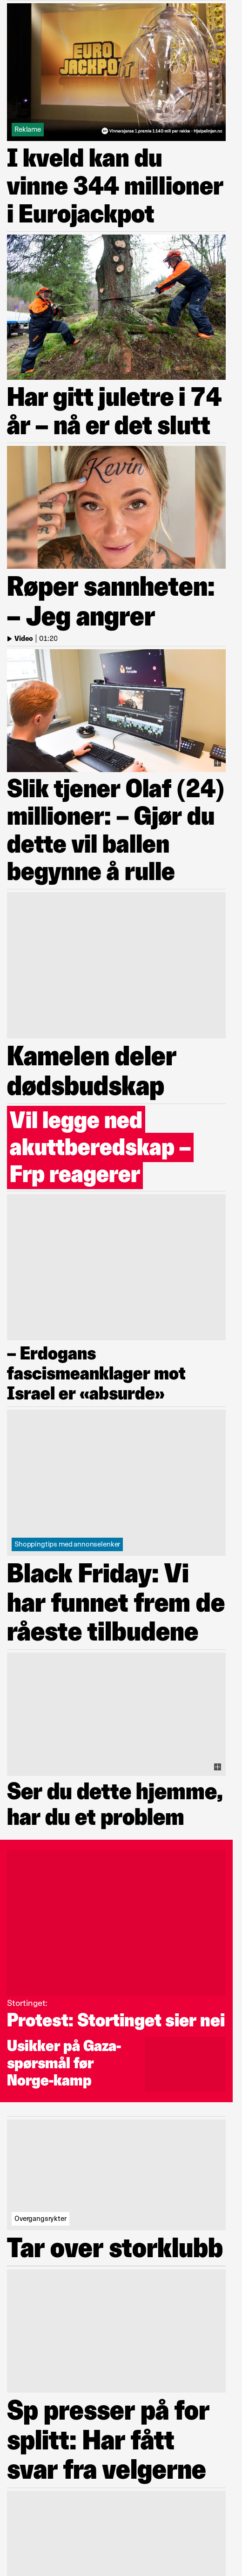 EURO
JACKPOT
Reklame
Vinnersjanse 1.premie 1:140 mill per rekke - Hjelpelinjen.no
I kveld kan du
vinne 344 millioner
i Eurojackpot
Har gitt juletre i 74
år – nå er det slutt
Kevin
Røper sannheten:
– Jeg angrer
Video | 01:20
Slik tjener Olaf (24)
millioner: – Gjør du
dette vil ballen
begynne å rulle
Kamelen deler
dødsbudskap
Vil legge ned
akuttberedskap –
Frp reagerer
– Erdogans
fascismeanklager mot
Israel er «absurde»
Shoppingtips med annonselenker
Black Friday: Vi
har funnet frem de
råeste tilbudene
Ser du dette hjemme,
har du et problem
Stortinget:
Protest: Stortinget sier nei
Usikker på Gaza-
spørsmål før
Norge-kamp
Overgangsrykter
Tar over storklubb
Sp presser på for
splitt: Har fått
svar fra velgerne